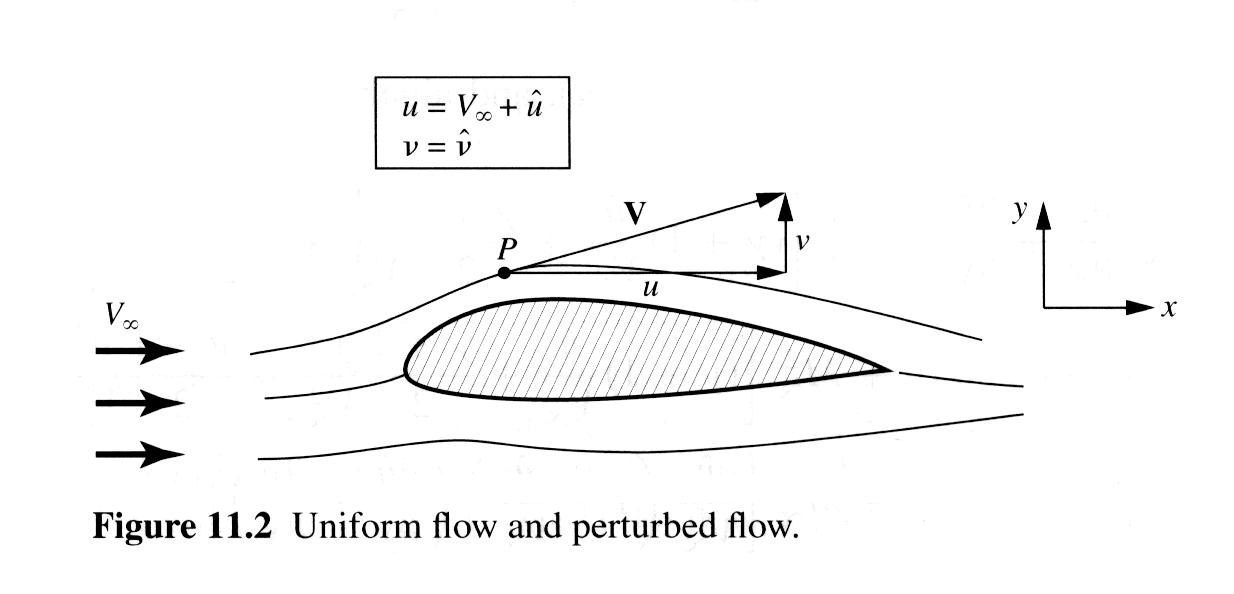 u = V∞ + û
v = v̂
V
P
v
u
y
x
V∞
Figure 11.2 Uniform flow and perturbed flow.